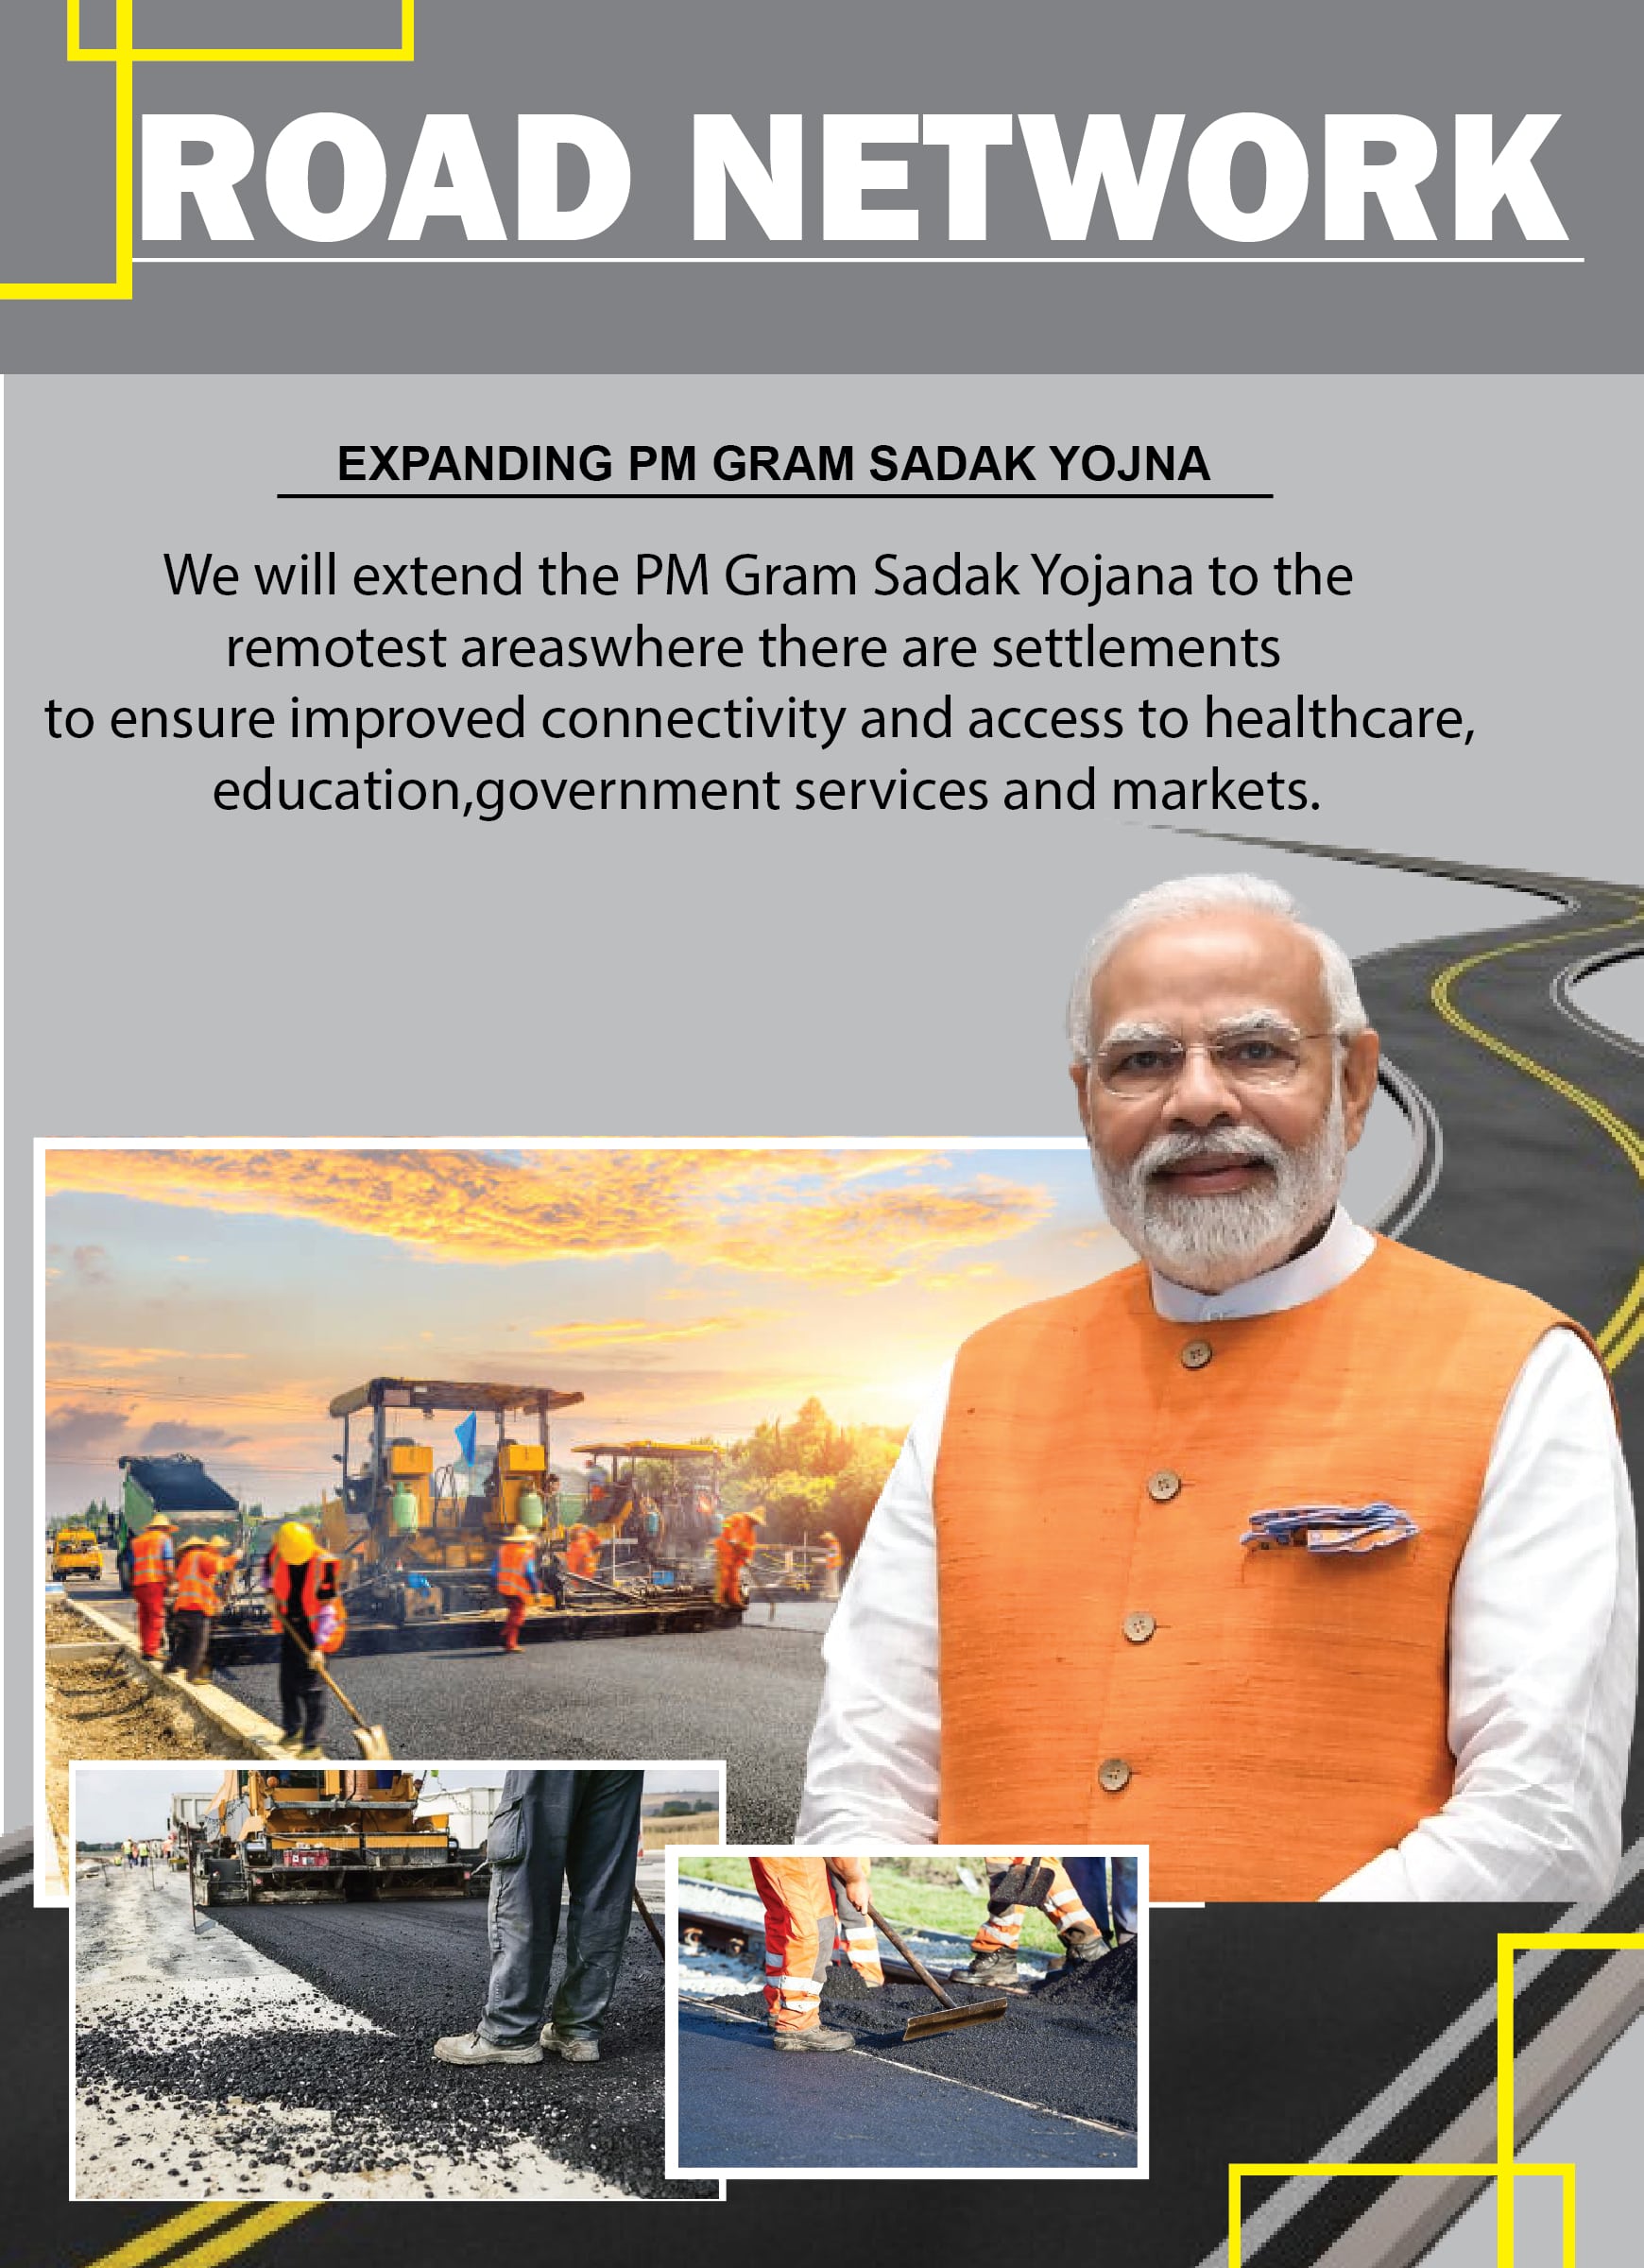 ROAD NETWORK
EXPANDING PM GRAM SADAK YOJNA
We will extend the PM Gram Sadak Yojana to the
remotest areaswhere there are settlements
to ensure improved connectivity and access to healthcare,
education,government services and markets.